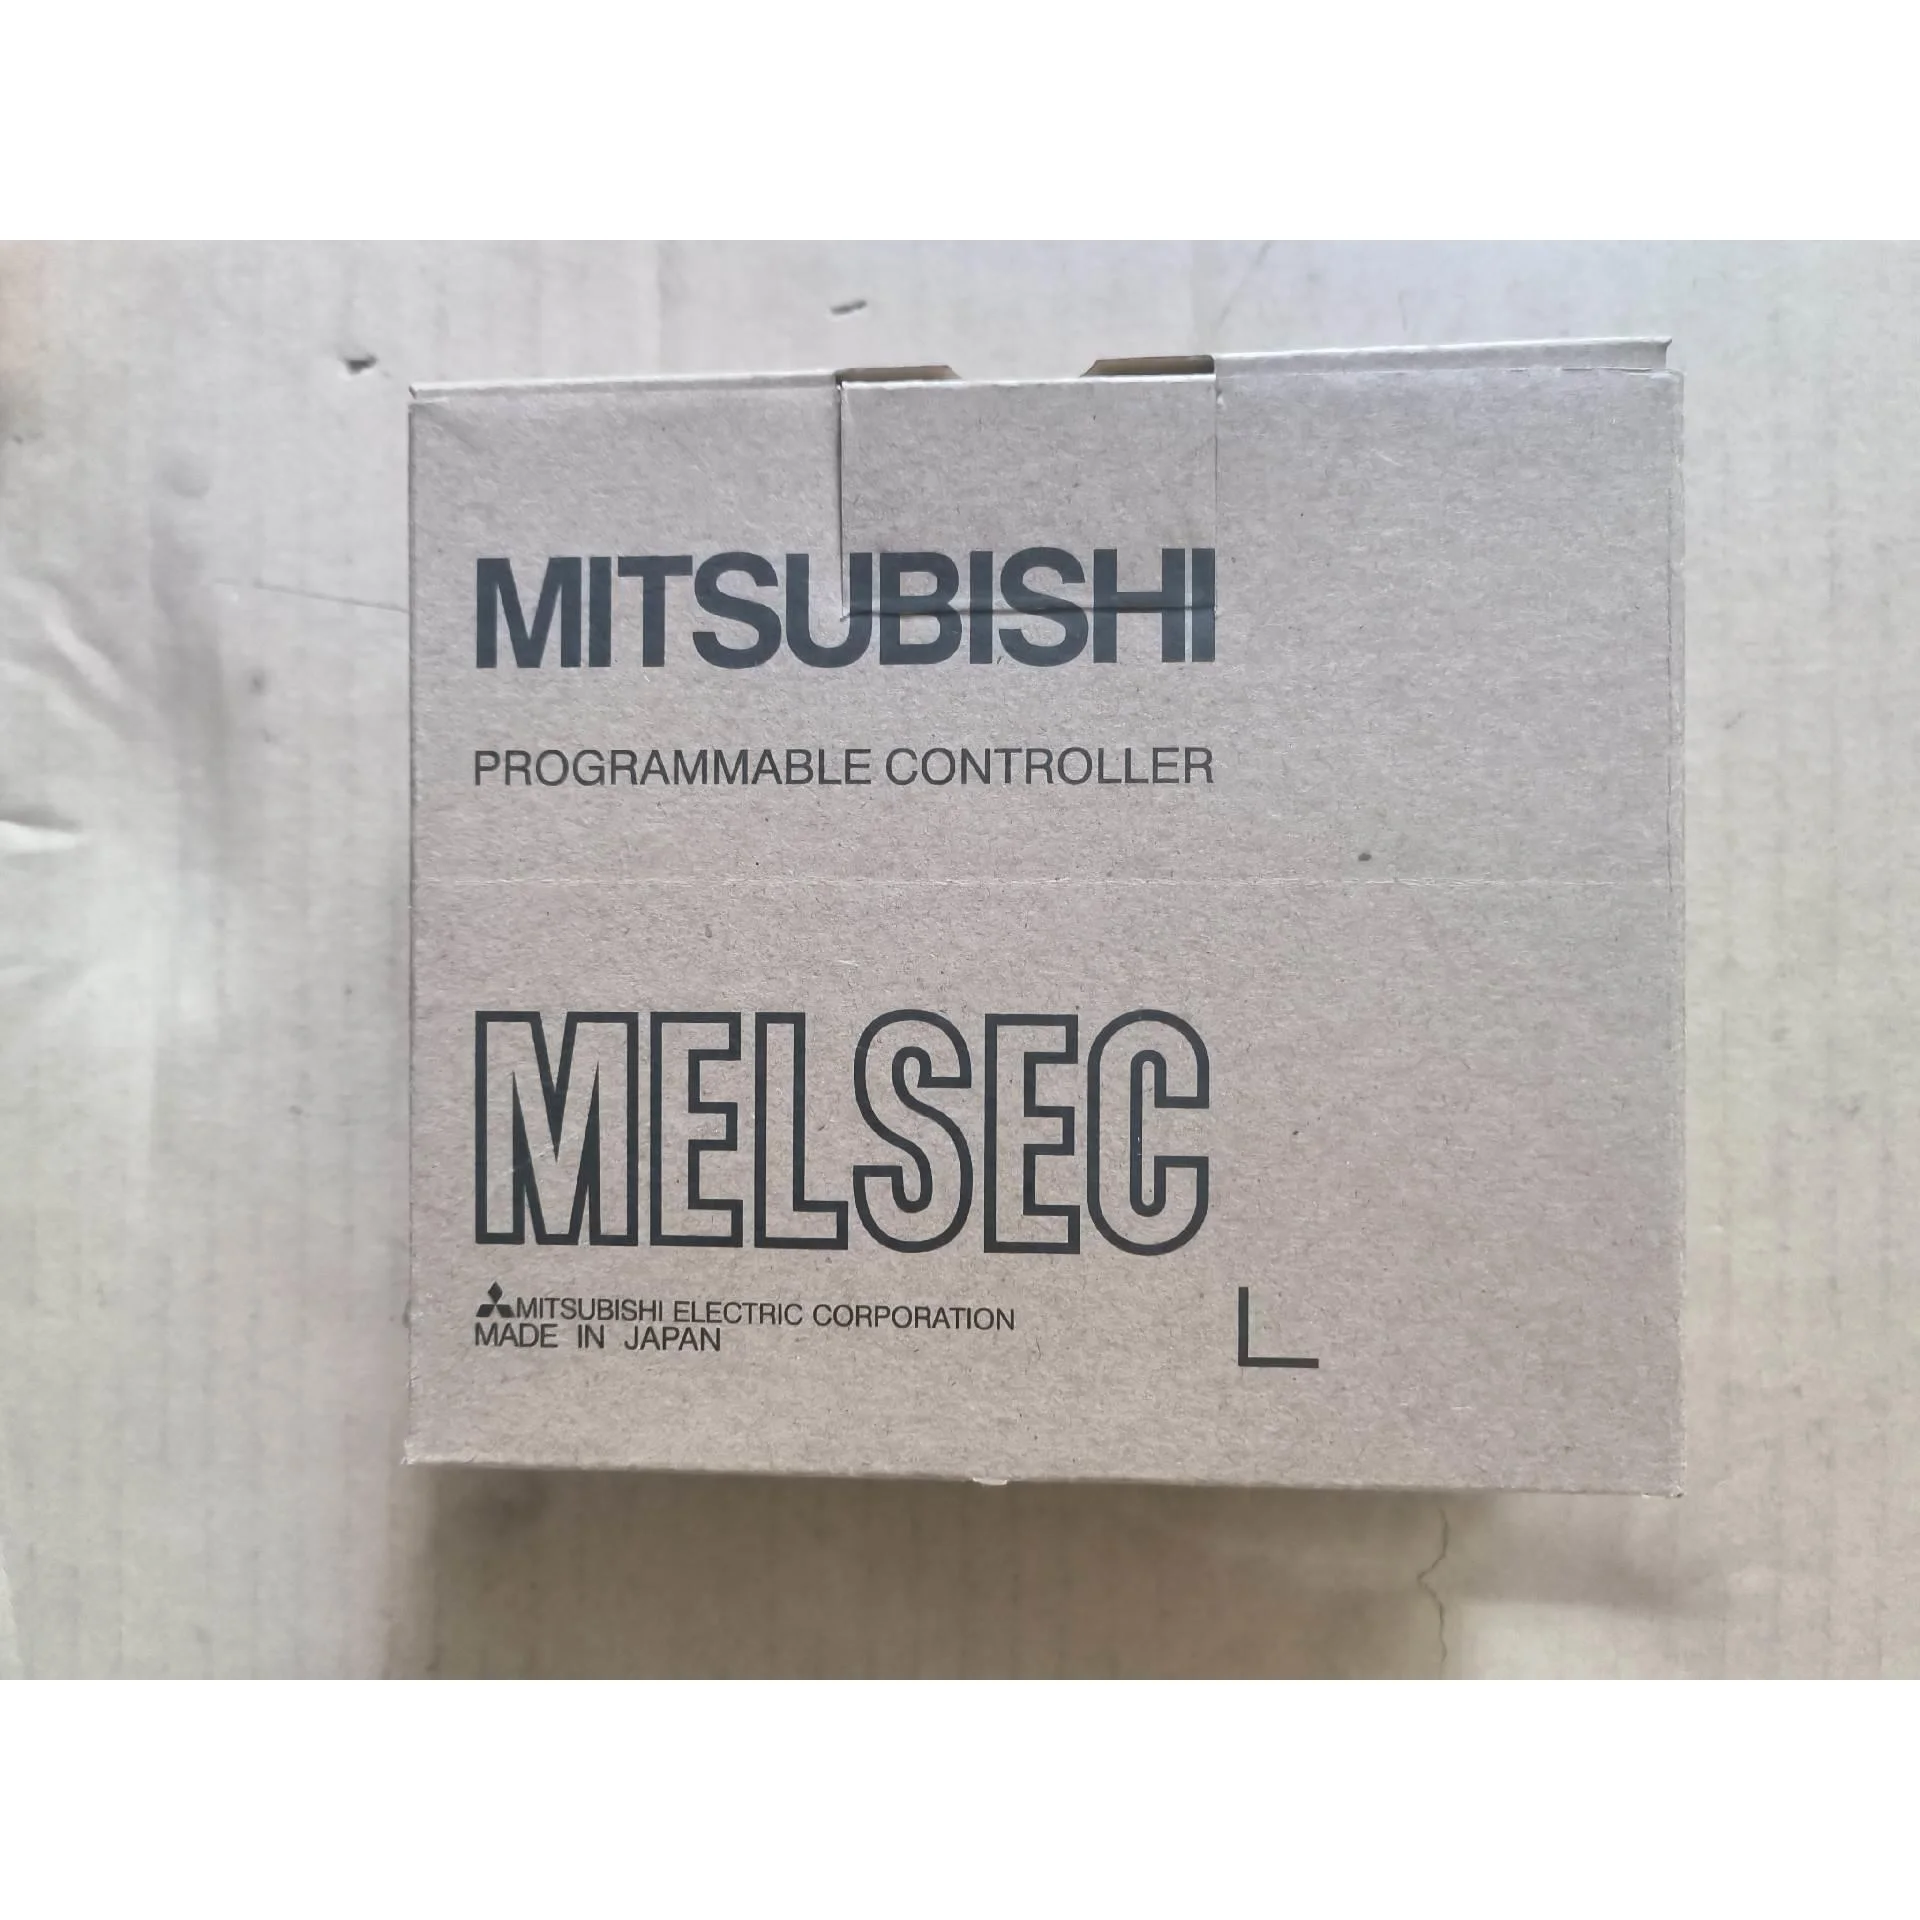 MITSUBISHI
PROGRAMMABLE CONTROLLER
MELSEC
MITSUBISHI ELECTRIC CORPORATION
MADE IN JAPAN
L